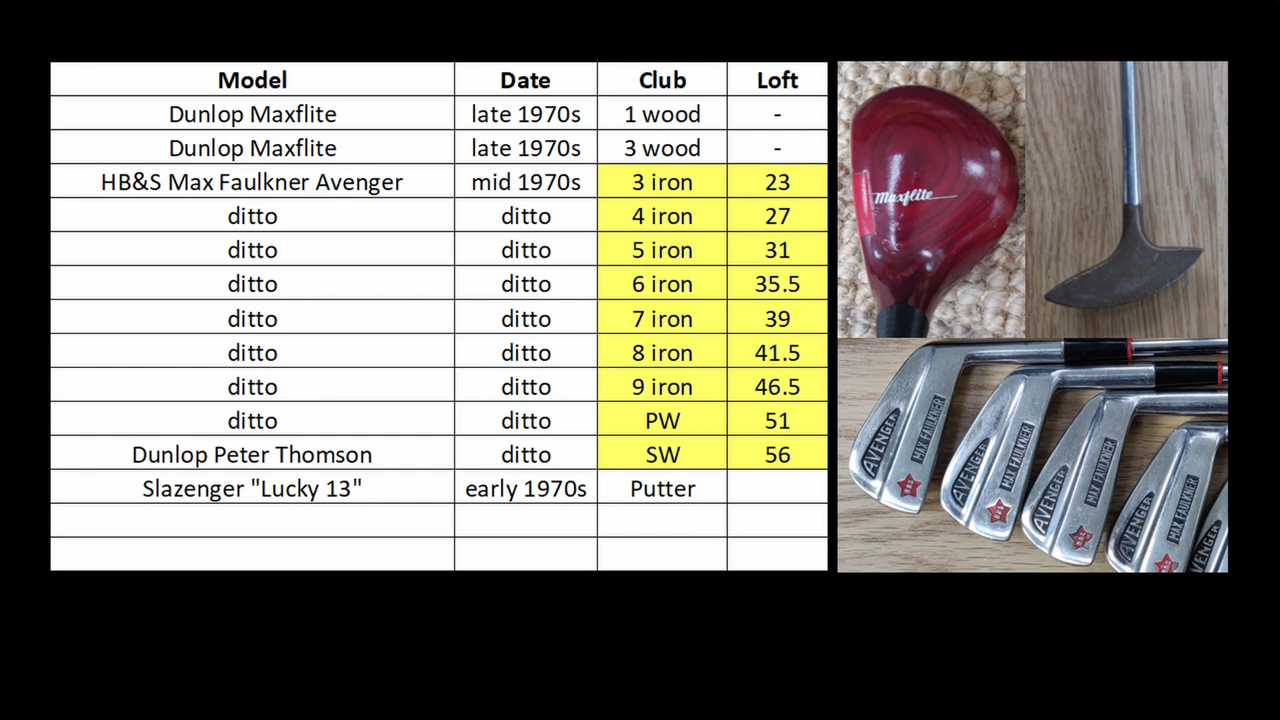 Model Date Club Loft
Dunlop Maxflite late 1970s 1 wood -
Dunlop Maxflite late 1970s 3 wood -
HB&S Max Faulkner Avenger mid 1970s 3 iron 23
ditto ditto 4 iron 27
ditto ditto 5 iron 31
ditto ditto 6 iron 35.5
ditto ditto 7 iron 39
ditto ditto 8 iron 41.5
ditto ditto 9 iron 46.5
ditto ditto PW 51
Dunlop Peter Thomson ditto SW 56
Slazenger "Lucky 13" early 1970s Putter
Maxflite
AVENGER MAX FAULKNER
AVENGER MAX FAULKNER
AVENGER MAX FAULKNER
AVENGER MAX FAULKNER
AVENGER